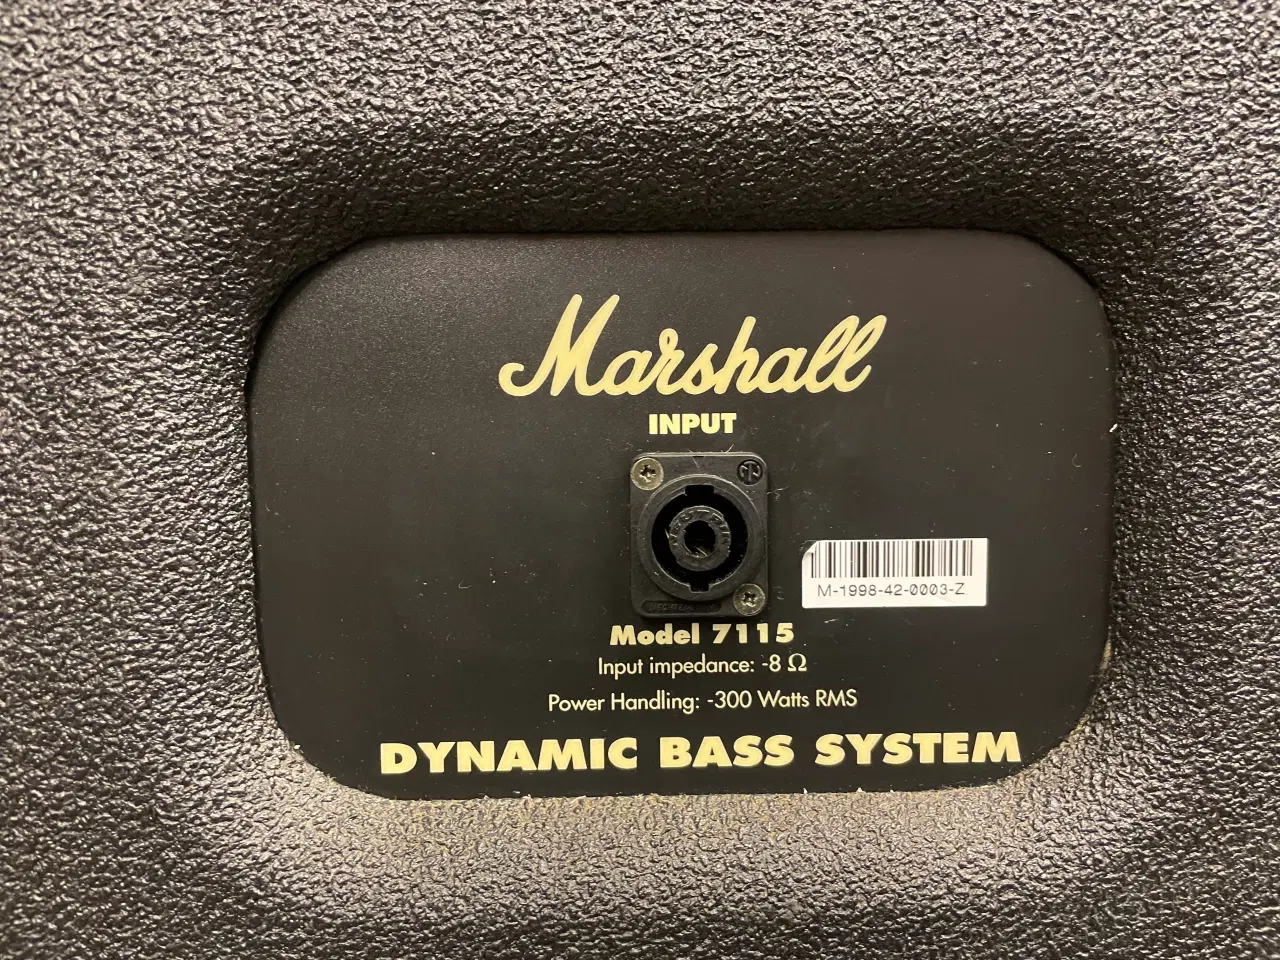 Marshall
INPUT
M-1998-42-0003-Z
Model 7115
Input impedance: -8 Ω
Power Handling: -300 Watts RMS
DYNAMIC BASS SYSTEM